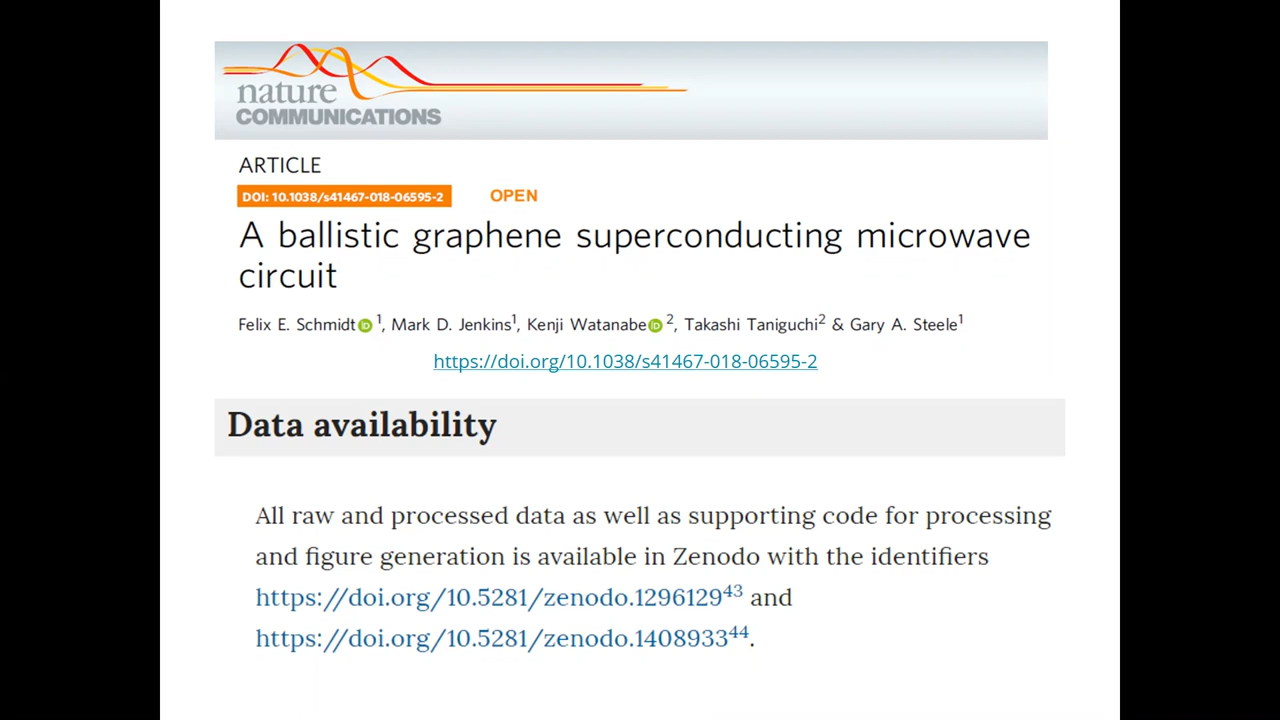 nature
COMMUNICATIONS
ARTICLE
DOI: 10.1038/s41467-018-06595-2 OPEN
A ballistic graphene superconducting microwave
circuit
Felix E. Schmidt iD 1, Mark D. Jenkins1, Kenji Watanabe iD 2, Takashi Taniguchi2 & Gary A. Steele1
https://doi.org/10.1038/s41467-018-06595-2
Data availability
All raw and processed data as well as supporting code for processing
and figure generation is available in Zenodo with the identifiers
https://doi.org/10.5281/zenodo.129612943 and
https://doi.org/10.5281/zenodo.140893344.